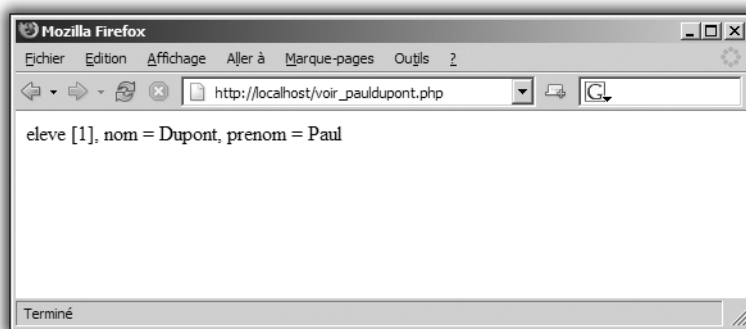 Mozilla Firefox
Fichier Edition Affichage Aller à Marque-pages Outils ?
http://localhost/voir_pauldupont.php G
eleve [1], nom = Dupont, prenom = Paul
Terminé